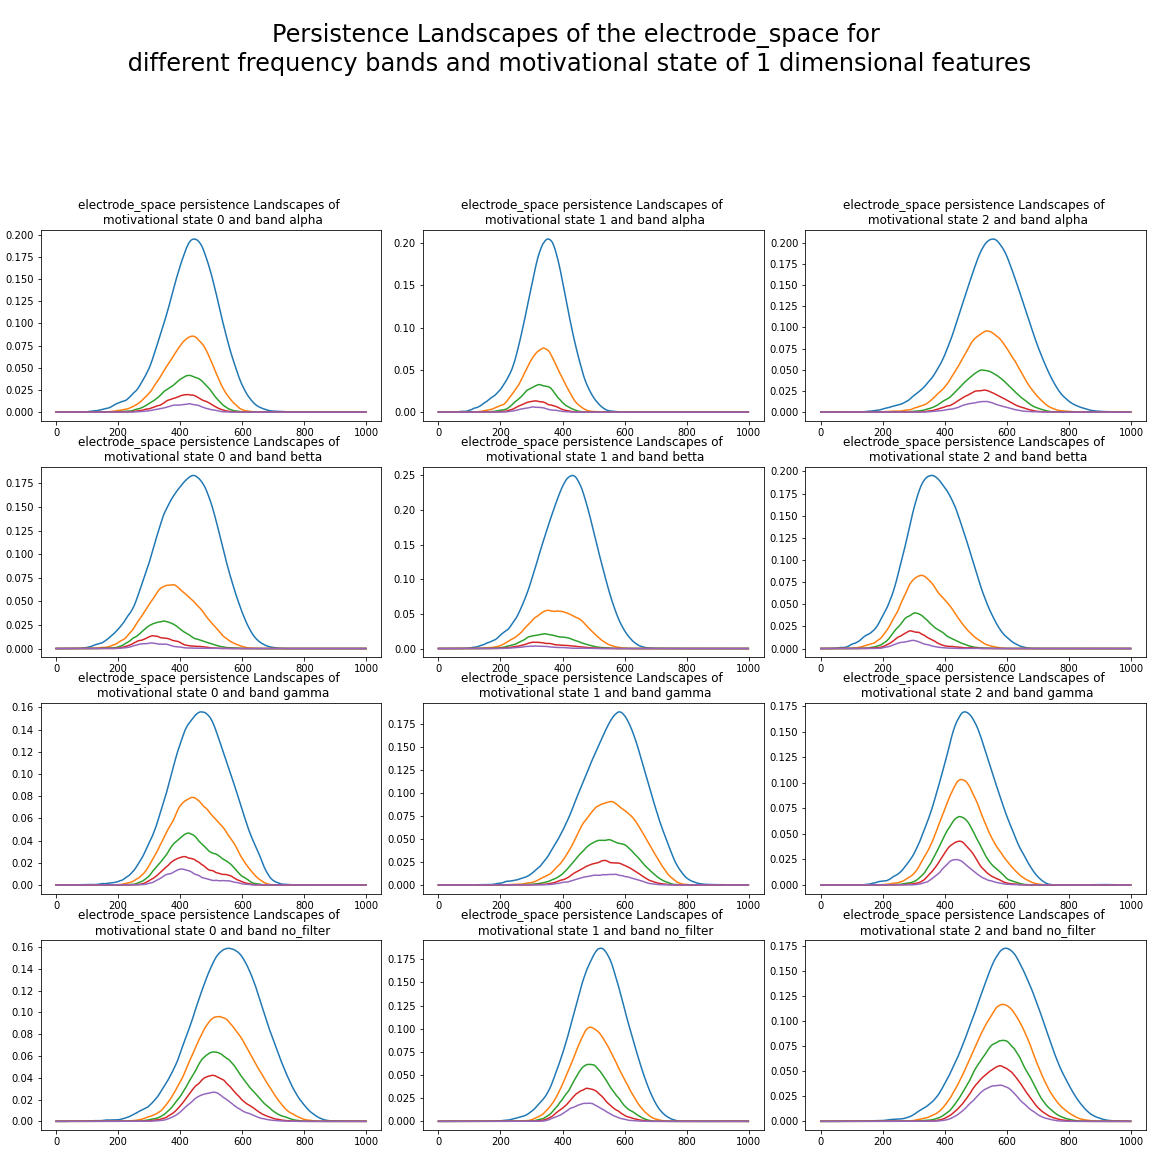 Persistence Landscapes of the electrode_space for
different frequency bands and motivational state of 1 dimensional features
electrode_space persistence Landscapes of
motivational state 0 and band alpha
0.200
0.175
0.150
0.125
0.100
0.075
0.050
0.025
0.000
0 200 400 600 800 1000
electrode_space persistence Landscapes of
motivational state 1 and band alpha
0.20
0.15
0.10
0.05
0.00
0 200 400 600 800 1000
electrode_space persistence Landscapes of
motivational state 2 and band alpha
0.200
0.175
0.150
0.125
0.100
0.075
0.050
0.025
0.000
0 200 400 600 800 1000
electrode_space persistence Landscapes of
motivational state 0 and band betta
0.175
0.150
0.125
0.100
0.075
0.050
0.025
0.000
0 200 400 600 800 1000
electrode_space persistence Landscapes of
motivational state 1 and band betta
0.25
0.20
0.15
0.10
0.05
0.00
0 200 400 600 800 1000
electrode_space persistence Landscapes of
motivational state 2 and band betta
0.200
0.175
0.150
0.125
0.100
0.075
0.050
0.025
0.000
0 200 400 600 800 1000
electrode_space persistence Landscapes of
motivational state 0 and band gamma
0.16
0.14
0.12
0.10
0.08
0.06
0.04
0.02
0.00
0 200 400 600 800 1000
electrode_space persistence Landscapes of
motivational state 1 and band gamma
0.175
0.150
0.125
0.100
0.075
0.050
0.025
0.000
0 200 400 600 800 1000
electrode_space persistence Landscapes of
motivational state 2 and band gamma
0.175
0.150
0.125
0.100
0.075
0.050
0.025
0.000
0 200 400 600 800 1000
electrode_space persistence Landscapes of
motivational state 0 and band no_filter
0.16
0.14
0.12
0.10
0.08
0.06
0.04
0.02
0.00
0 200 400 600 800 1000
electrode_space persistence Landscapes of
motivational state 1 and band no_filter
0.175
0.150
0.125
0.100
0.075
0.050
0.025
0.000
0 200 400 600 800 1000
electrode_space persistence Landscapes of
motivational state 2 and band no_filter
0.175
0.150
0.125
0.100
0.075
0.050
0.025
0.000
0 200 400 600 800 1000